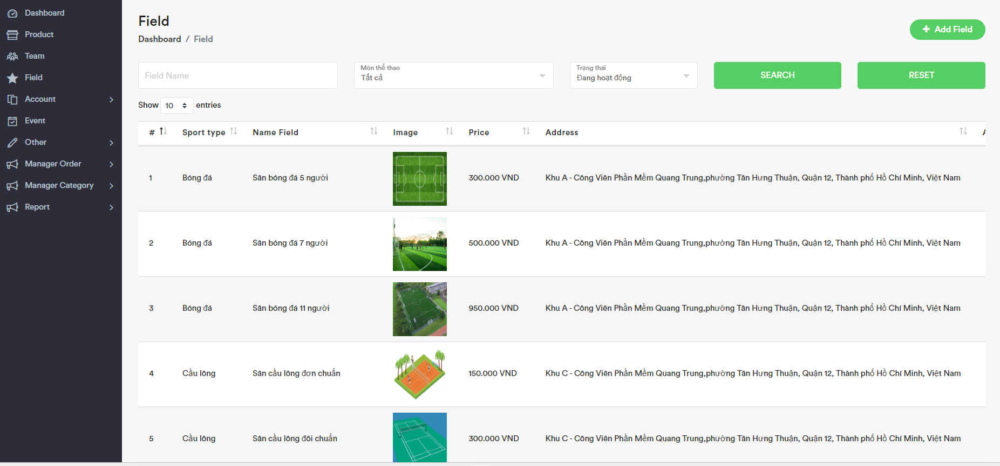 Dashboard
Product
Team
Field
Account
Event
Other
Manager Order
Manager Category
Report
Field
Dashboard / Field
+ Add Field
Field Name
Môn thể thao
Tất cả
Trạng thái
Đang hoạt động
SEARCH
RESET
Show 10 entries
# Sport type Name Field Image Price Address
1 Bóng đá Sân bóng đá 5 người 300.000 VND Khu A - Công Viên Phần Mềm Quang Trung,phường Tân Hưng Thuận, Quận 12, Thành phố Hồ Chí Minh, Việt Nam
2 Bóng đá Sân bóng đá 7 người 500.000 VND Khu A - Công Viên Phần Mềm Quang Trung,phường Tân Hưng Thuận, Quận 12, Thành phố Hồ Chí Minh, Việt Nam
3 Bóng đá Sân bóng đá 11 người 950.000 VND Khu A - Công Viên Phần Mềm Quang Trung,phường Tân Hưng Thuận, Quận 12, Thành phố Hồ Chí Minh, Việt Nam
4 Cầu lông Sân cầu lông đơn chuẩn 150.000 VND Khu C - Công Viên Phần Mềm Quang Trung,phường Tân Hưng Thuận, Quận 12, Thành phố Hồ Chí Minh, Việt Nam
5 Cầu lông Sân cầu lông đôi chuẩn 300.000 VND Khu C - Công Viên Phần Mềm Quang Trung,phường Tân Hưng Thuận, Quận 12, Thành phố Hồ Chí Minh, Việt Nam